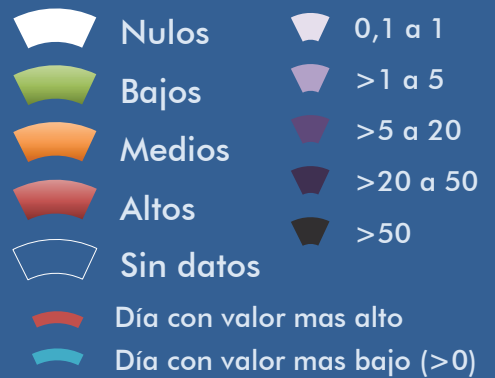 Nulos
Bajos
Medios
Altos
Sin datos
0,1 a 1
>1 a 5
>5 a 20
>20 a 50
>50
Día con valor mas alto
Día con valor mas bajo (>0)